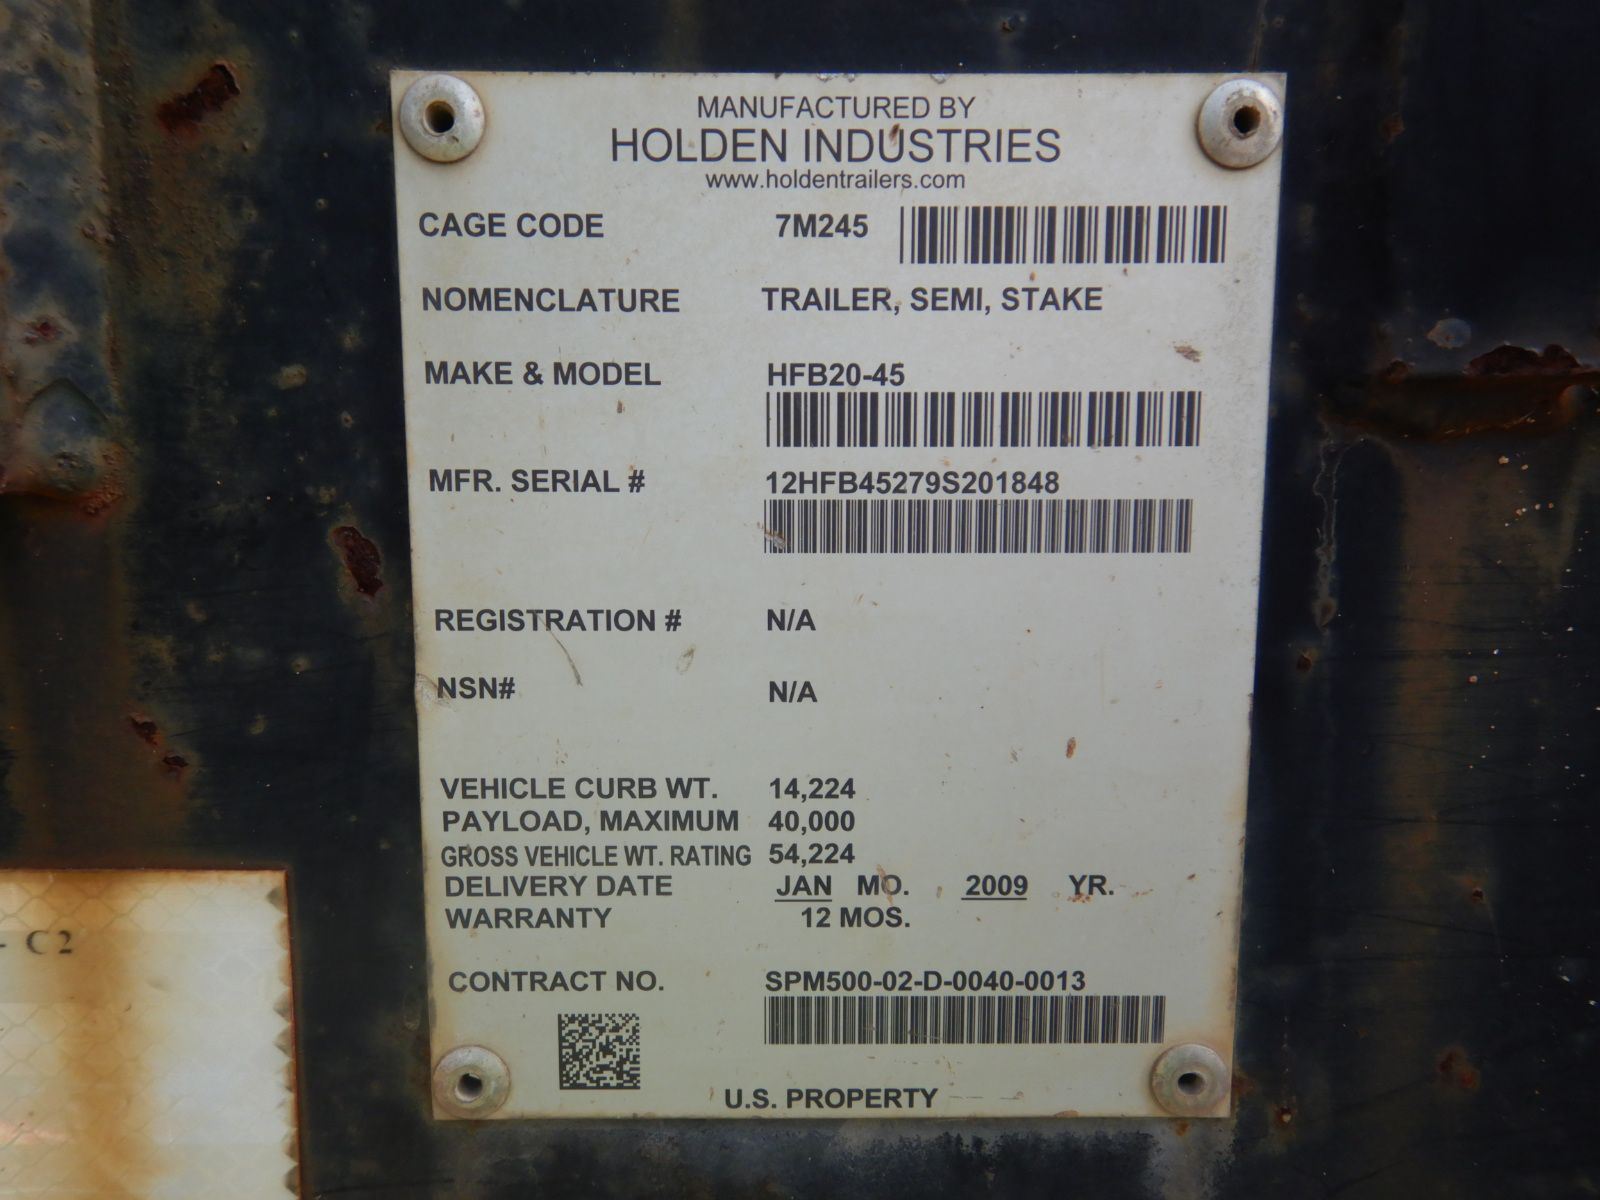 MANUFACTURED BY
HOLDEN INDUSTRIES
www.holdentrailers.com
CAGE CODE 7M245
NOMENCLATURE TRAILER, SEMI, STAKE
MAKE & MODEL HFB20-45
MFR. SERIAL # 12HFB45279S201848
REGISTRATION # N/A
NSN# N/A
VEHICLE CURB WT. 14,224
PAYLOAD, MAXIMUM 40,000
GROSS VEHICLE WT. RATING 54,224
DELIVERY DATE JAN MO. 2009 YR.
WARRANTY 12 MOS.
CONTRACT NO. SPM500-02-D-0040-0013
U.S. PROPERTY
- C2